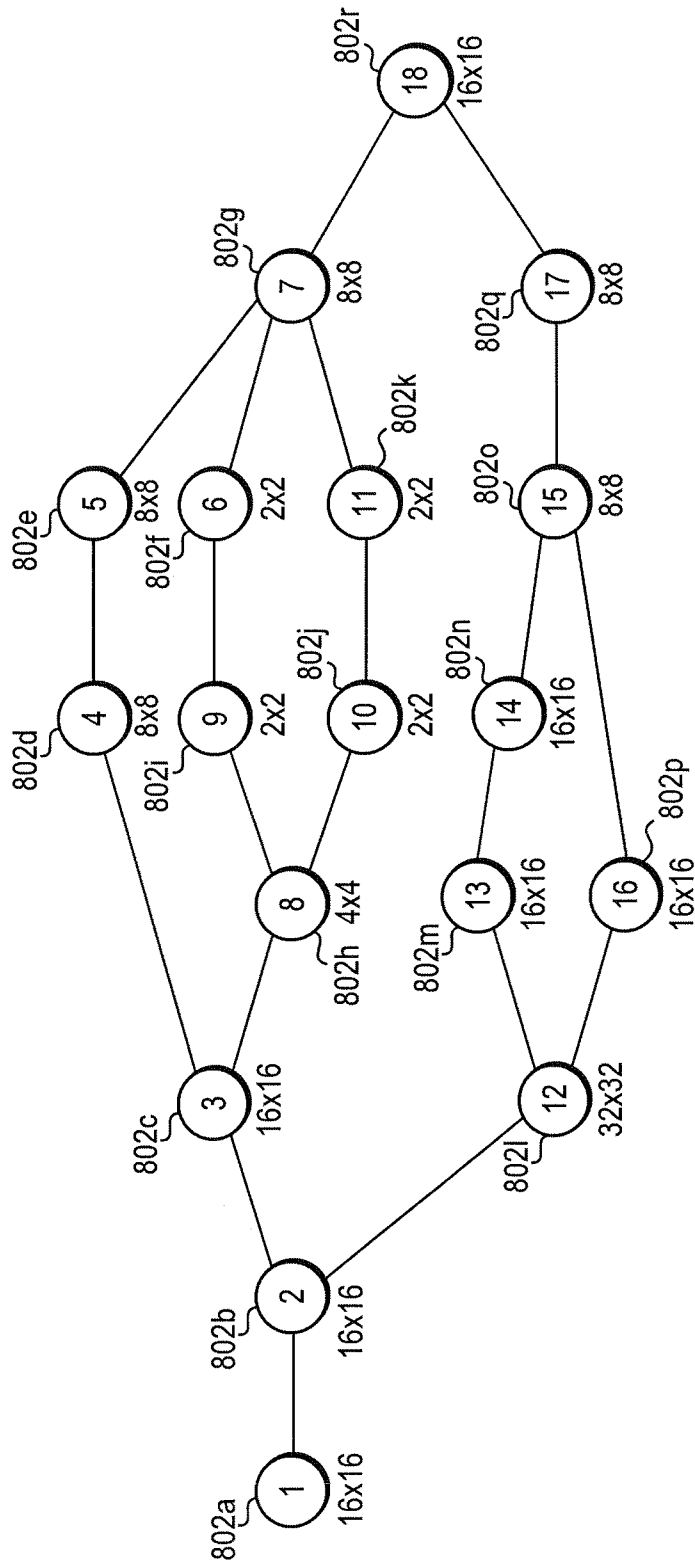 802a
1
16x16
802b
2
16x16
802c
3
16x16
802d
4
8x8
802e
5
8x8
802h
8
4x4
802i
9
2x2
802f
6
2x2
802j
10
2x2
802k
11
2x2
802g
7
8x8
802l
12
32x32
802m
13
16x16
802n
14
16x16
802p
16
16x16
802o
15
8x8
802q
17
8x8
802r
18
16x16